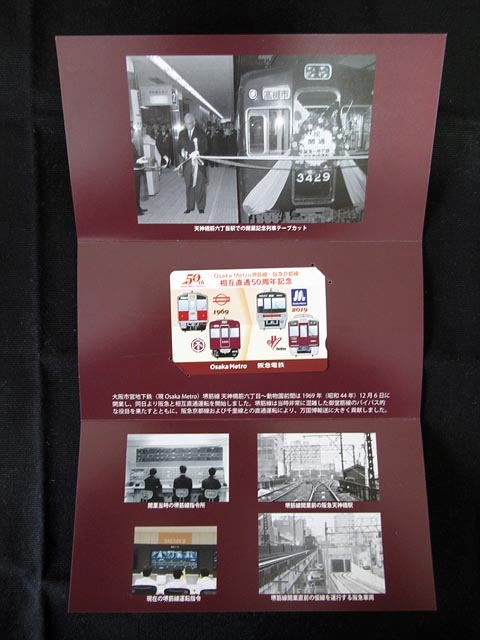 高槻市
祝
開通
3429
天神橋筋六丁目駅での開業記念列車テープカット
50th
Osaka Metro堺筋線・阪急京都線
相互直通50周年記念
1969
2019
Osaka Metro 阪急電鉄
大阪市営地下鉄(現 Osaka Metro)堺筋線 天神橋筋六丁目〜動物園前間は 1969 年(昭和 44 年)12 月 6 日に
開業し、同日より阪急と相互直通運転を開始しました。堺筋線は当時非常に混雑した御堂筋線のバイパス的
な役目を果たすとともに、阪急京都線および千里線との直通運転により、万国博輸送に大きく貢献しました。
開業当時の堺筋線指令所
堺筋線開業直前の阪急天神橋駅
現在の堺筋線運転指令
堺筋線開業直前の仮線を運行する阪急車両